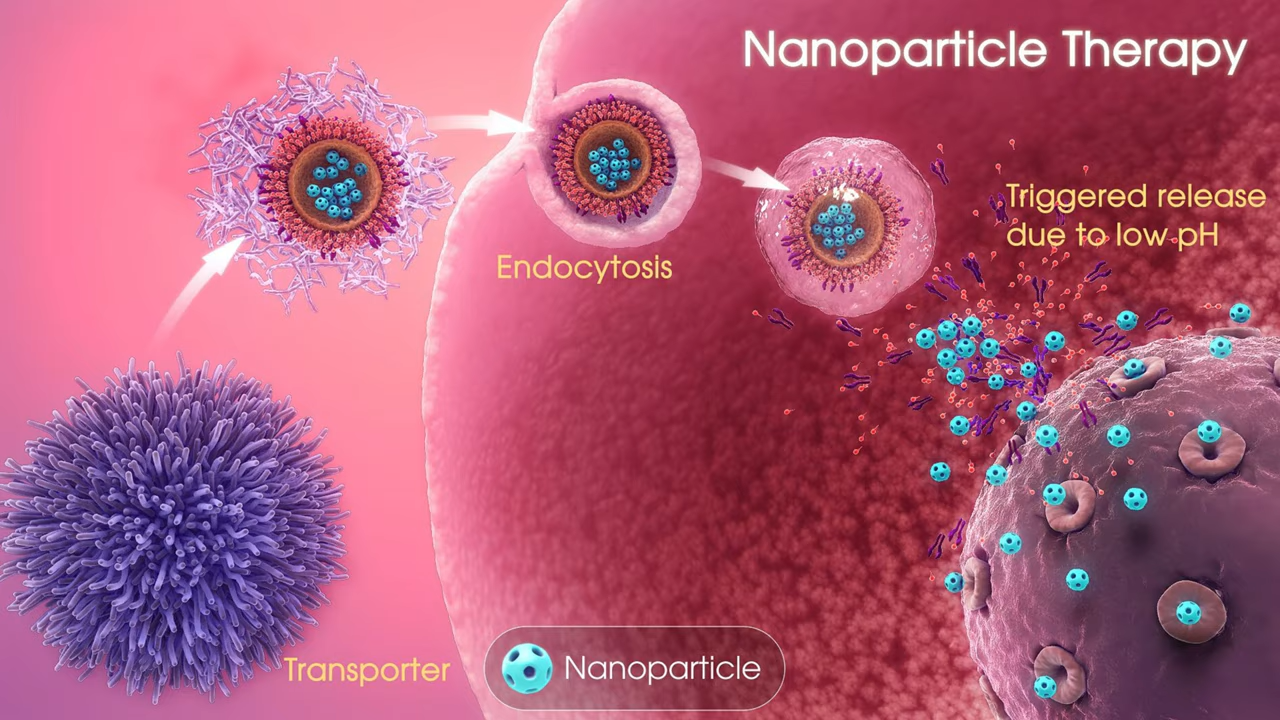 Nanoparticle Therapy
Triggered release
due to low pH
Endocytosis
Transporter
Nanoparticle